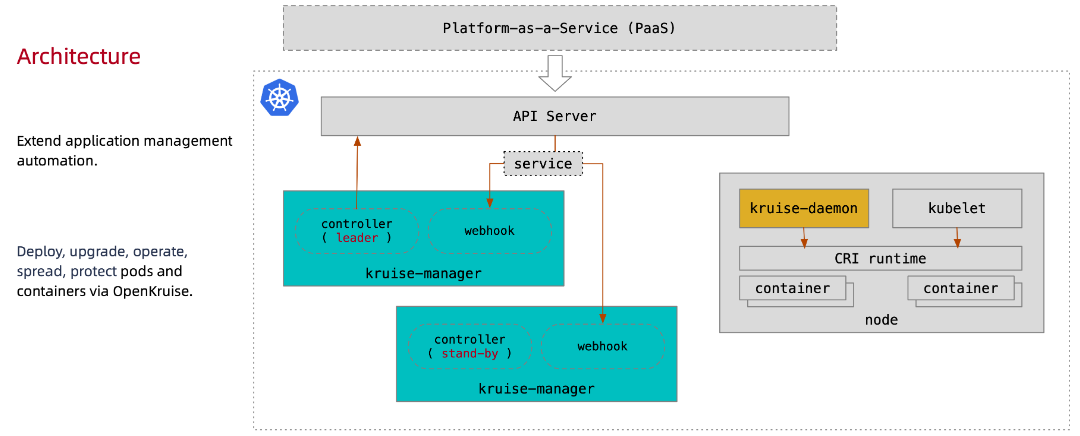 Platform-as-a-Service (PaaS)
Architecture
API Server
Extend application management
automation.
service
kruise-daemon
kubelet
controller
( leader )
webhook
kruise-manager
CRI runtime
container
container
node
Deploy, upgrade, operate,
spread, protect pods and
containers via OpenKruise.
controller
( stand-by )
webhook
kruise-manager